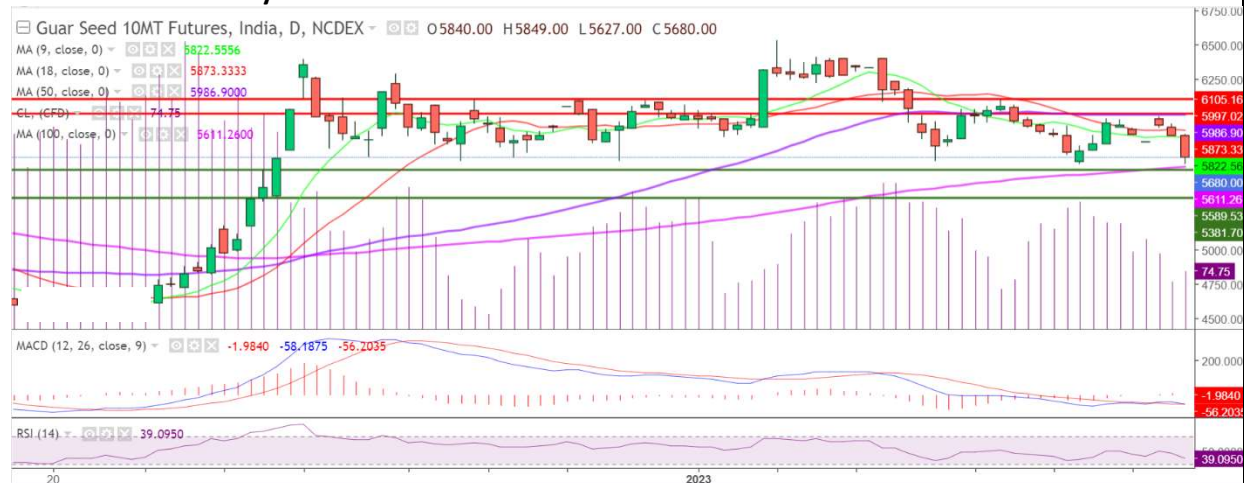 Guar Seed 10MT Futures, India, D, NCDEX O5840.00 H5849.00 L5627.00 C5680.00
MA (9, close, 0) 5822.5556
MA (18, close, 0) 5873.3333
MA (50, close, 0) 5986.9000
CL, (CFD) 74.75
MA (100, close, 0) 5611.2600
6750.00
6500.00
6250.00
6105.16
5997.02
5986.90
5873.33
5822.56
5680.00
5611.26
5589.53
5381.70
5000.00
74.75
4750.00
4500.00
MACD (12, 26, close, 9) -1.9840 -58.1875 -56.2035
200.000
-1.9840
-56.2035
RSI (14) 39.0950
39.0950
20 2023